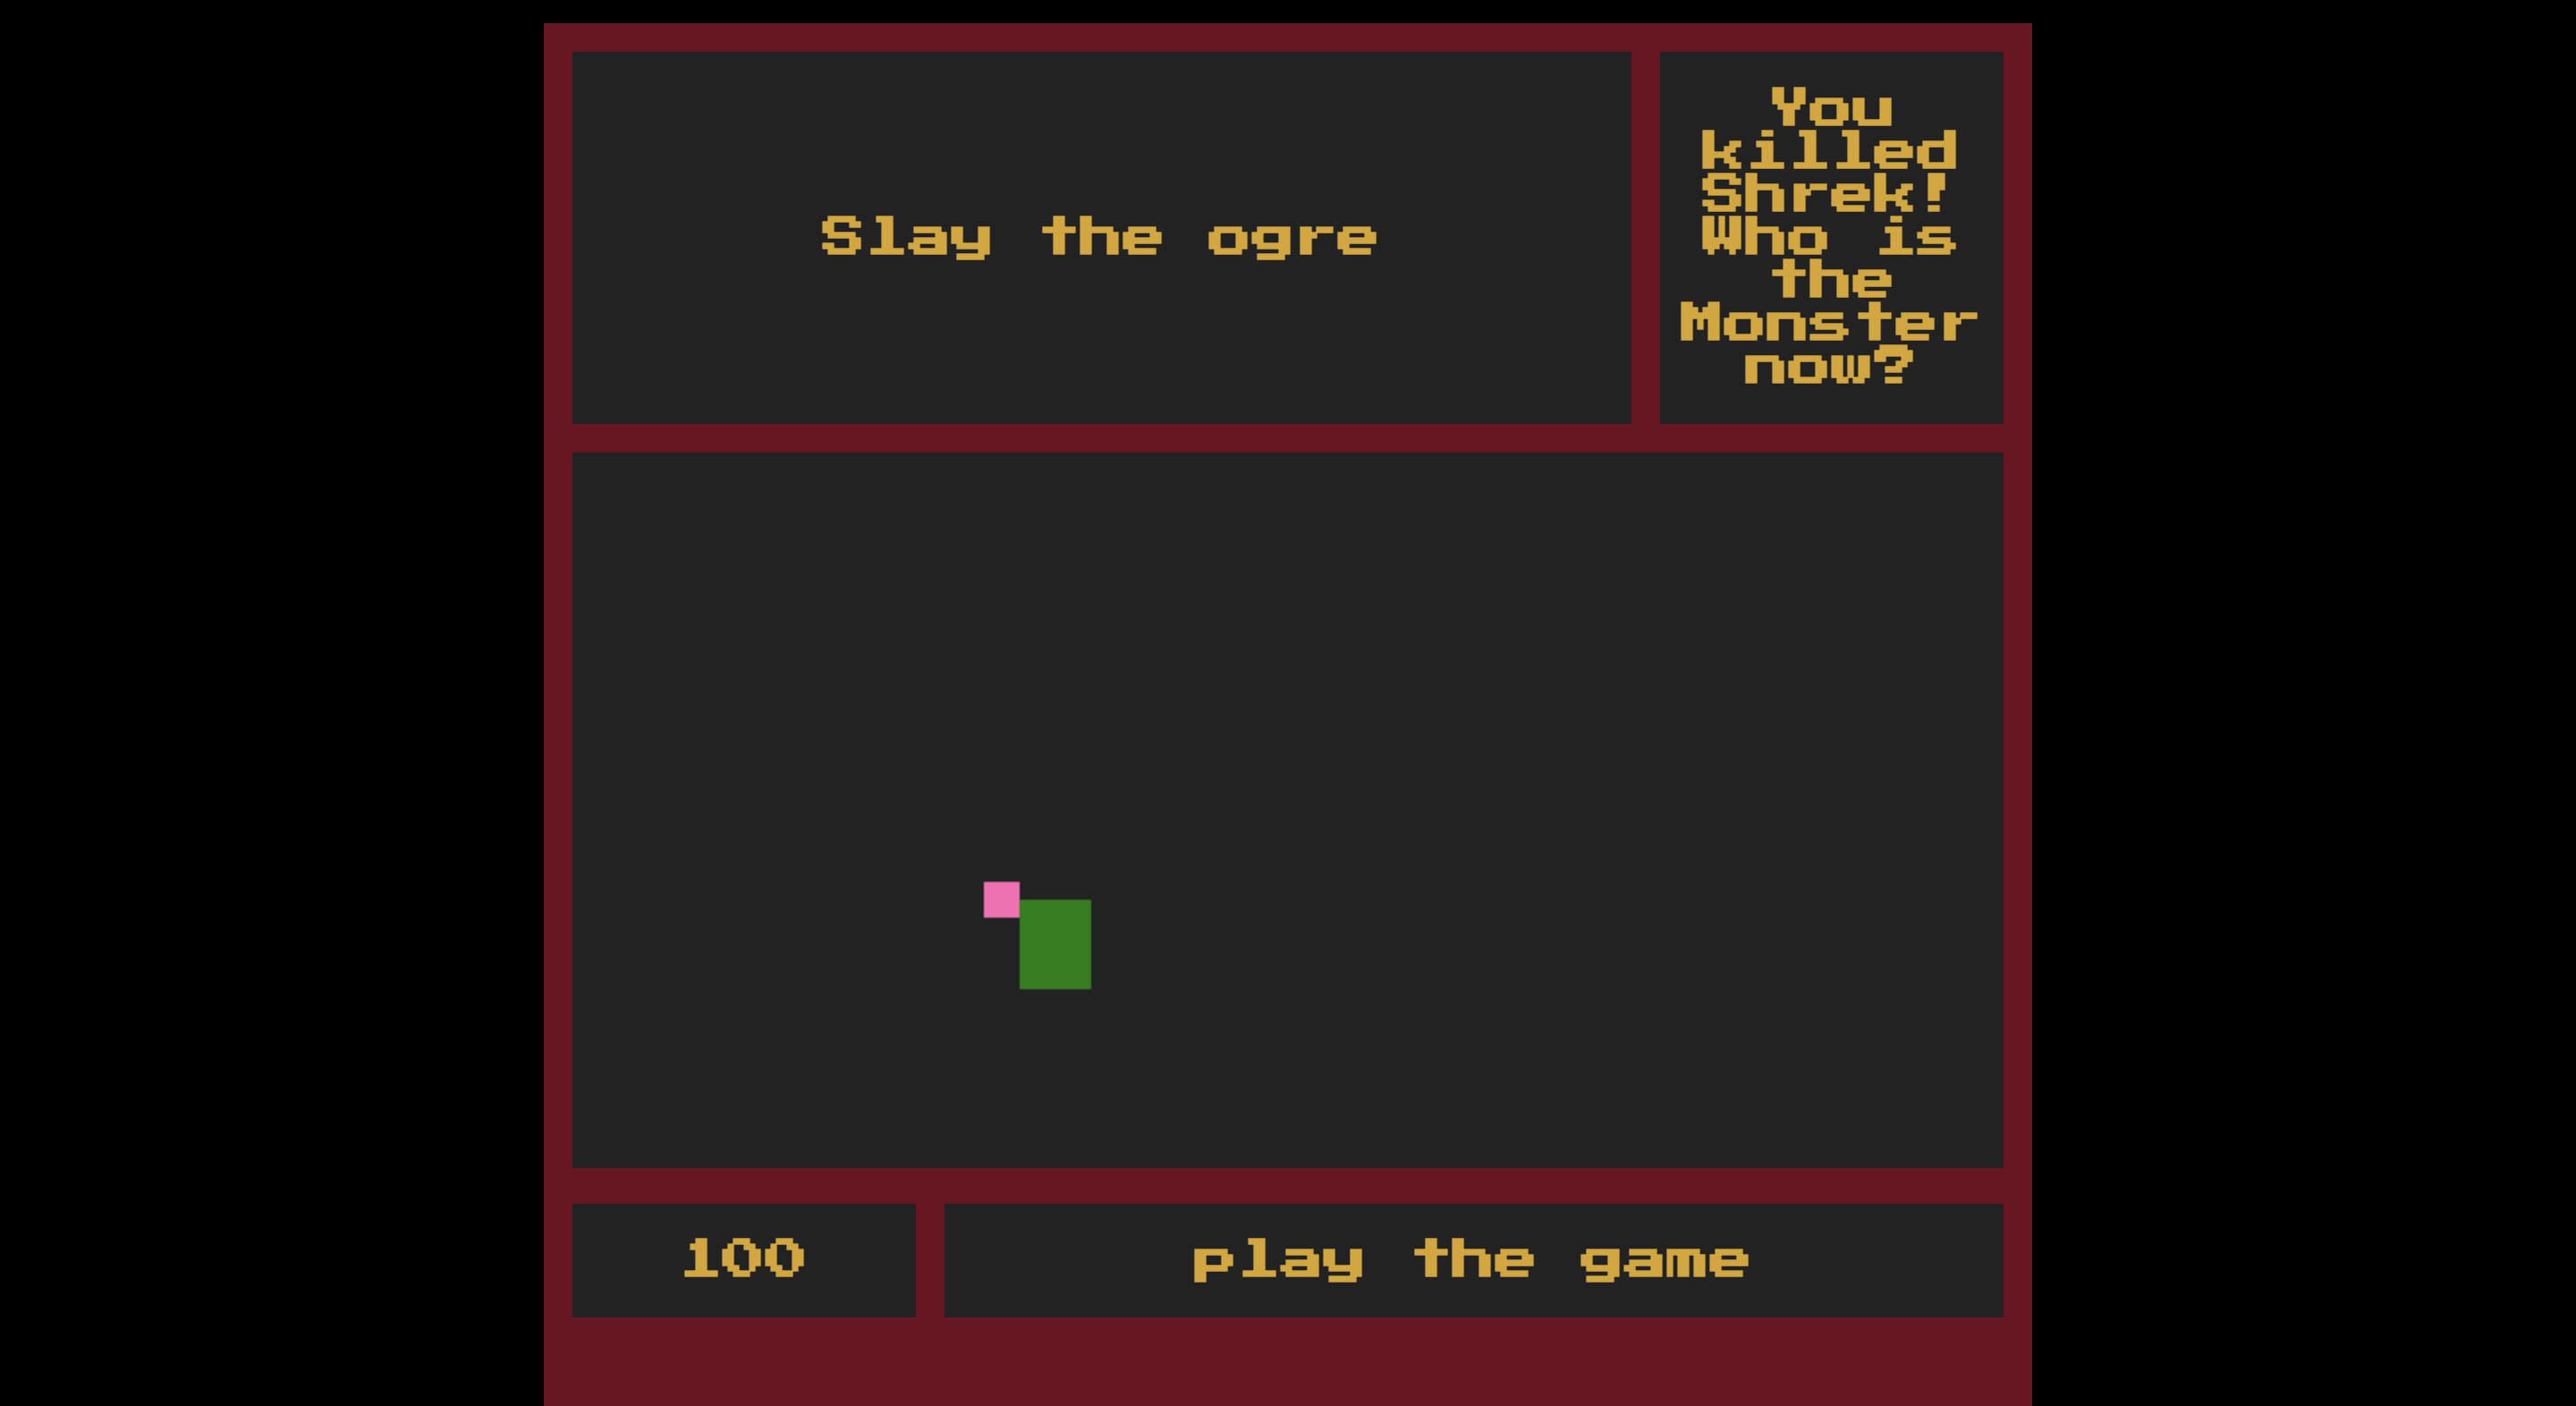 Slay the ogre
You
killed
Shrek!
Who is
the
Monster
now?
100
play the game